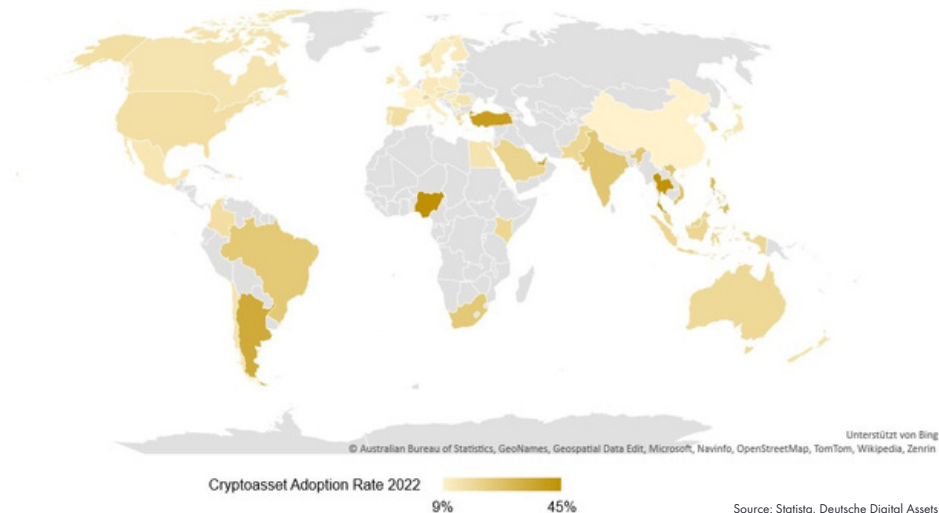 Unterstützt von Bing
© Australian Bureau of Statistics, GeoNames, Geospatial Data Edit, Microsoft, Navinfo, OpenStreetMap, TomTom, Wikipedia, Zenrin
Cryptoasset Adoption Rate 2022
9% 45%
Source: Statista, Deutsche Digital Assets